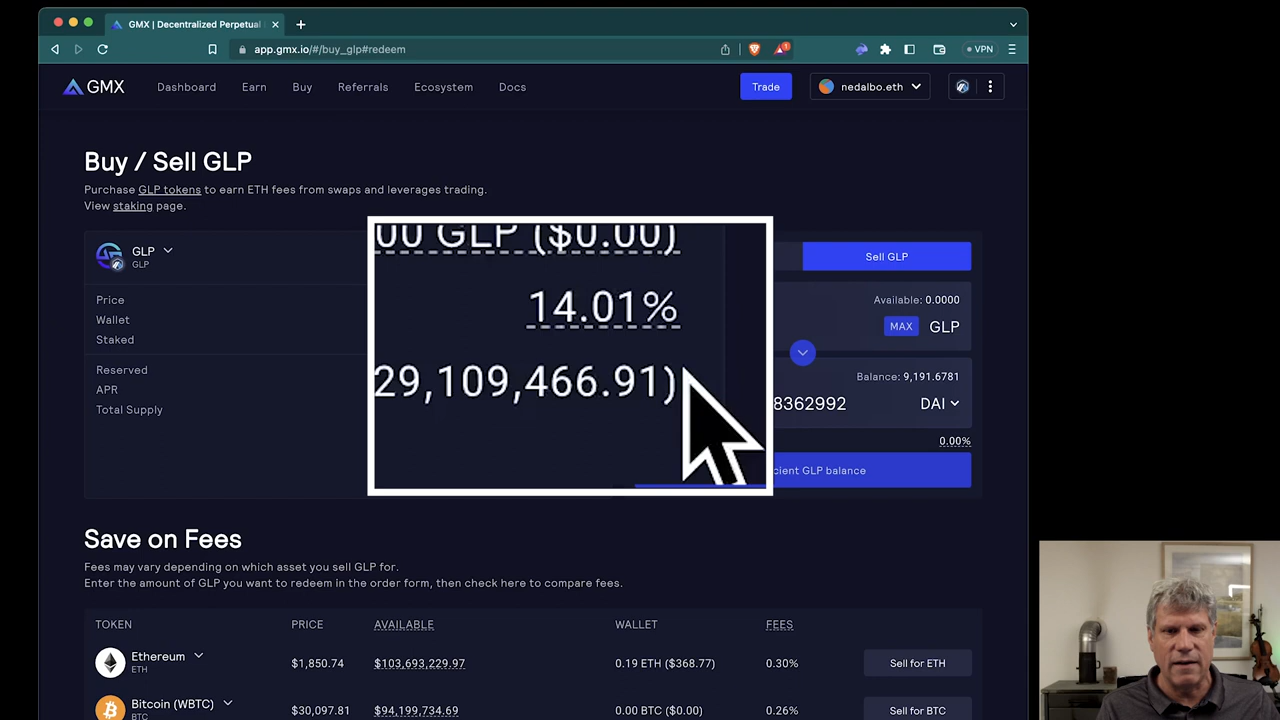 GMX | Decentralized Perpetual
app.gmx.io/#/buy_glp#redeem
1
VPN
GMX
Dashboard
Earn
Buy
Referrals
Ecosystem
Docs
Trade
nedalbo.eth
Buy / Sell GLP
Purchase GLP tokens to earn ETH fees from swaps and leverages trading.
View staking page.
GLP
GLP
Price
Wallet
Staked
Reserved
APR
Total Supply
00 GLP ($0.00)
14.01%
29,109,466.91)
Sell GLP
Available: 0.0000
MAX
GLP
Balance: 9,191.6781
8362992
DAI
0.00%
cient GLP balance
Save on Fees
Fees may vary depending on which asset you sell GLP for.
Enter the amount of GLP you want to redeem in the order form, then check here to compare fees.
TOKEN
PRICE
AVAILABLE
WALLET
FEES
Ethereum
ETH
$1,850.74
$103,693,229.97
0.19 ETH ($368.77)
0.30%
Sell for ETH
Bitcoin (WBTC)
BTC
$30,097.81
$94,199,734.69
0.00 BTC ($0.00)
0.26%
Sell for BTC